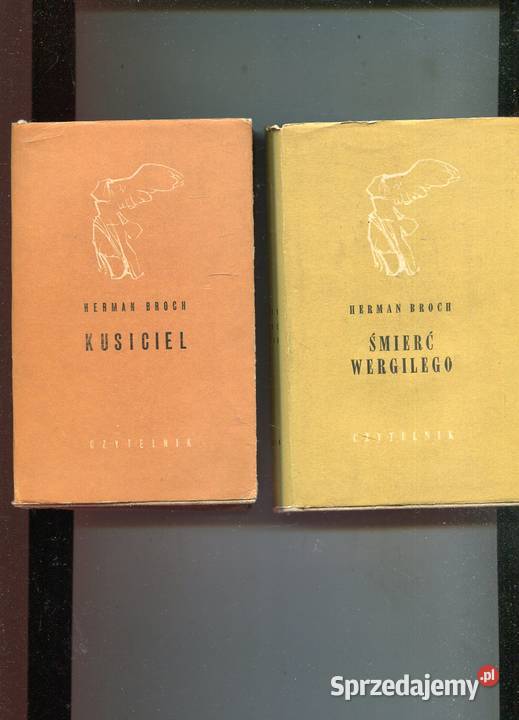 HERMAN BROCH
KUSICIEL
CZYTELNIK
HERMAN BROCH
ŚMIERĆ
WERGILEGO
CZYTELNIK
Sprzedajemy.pl